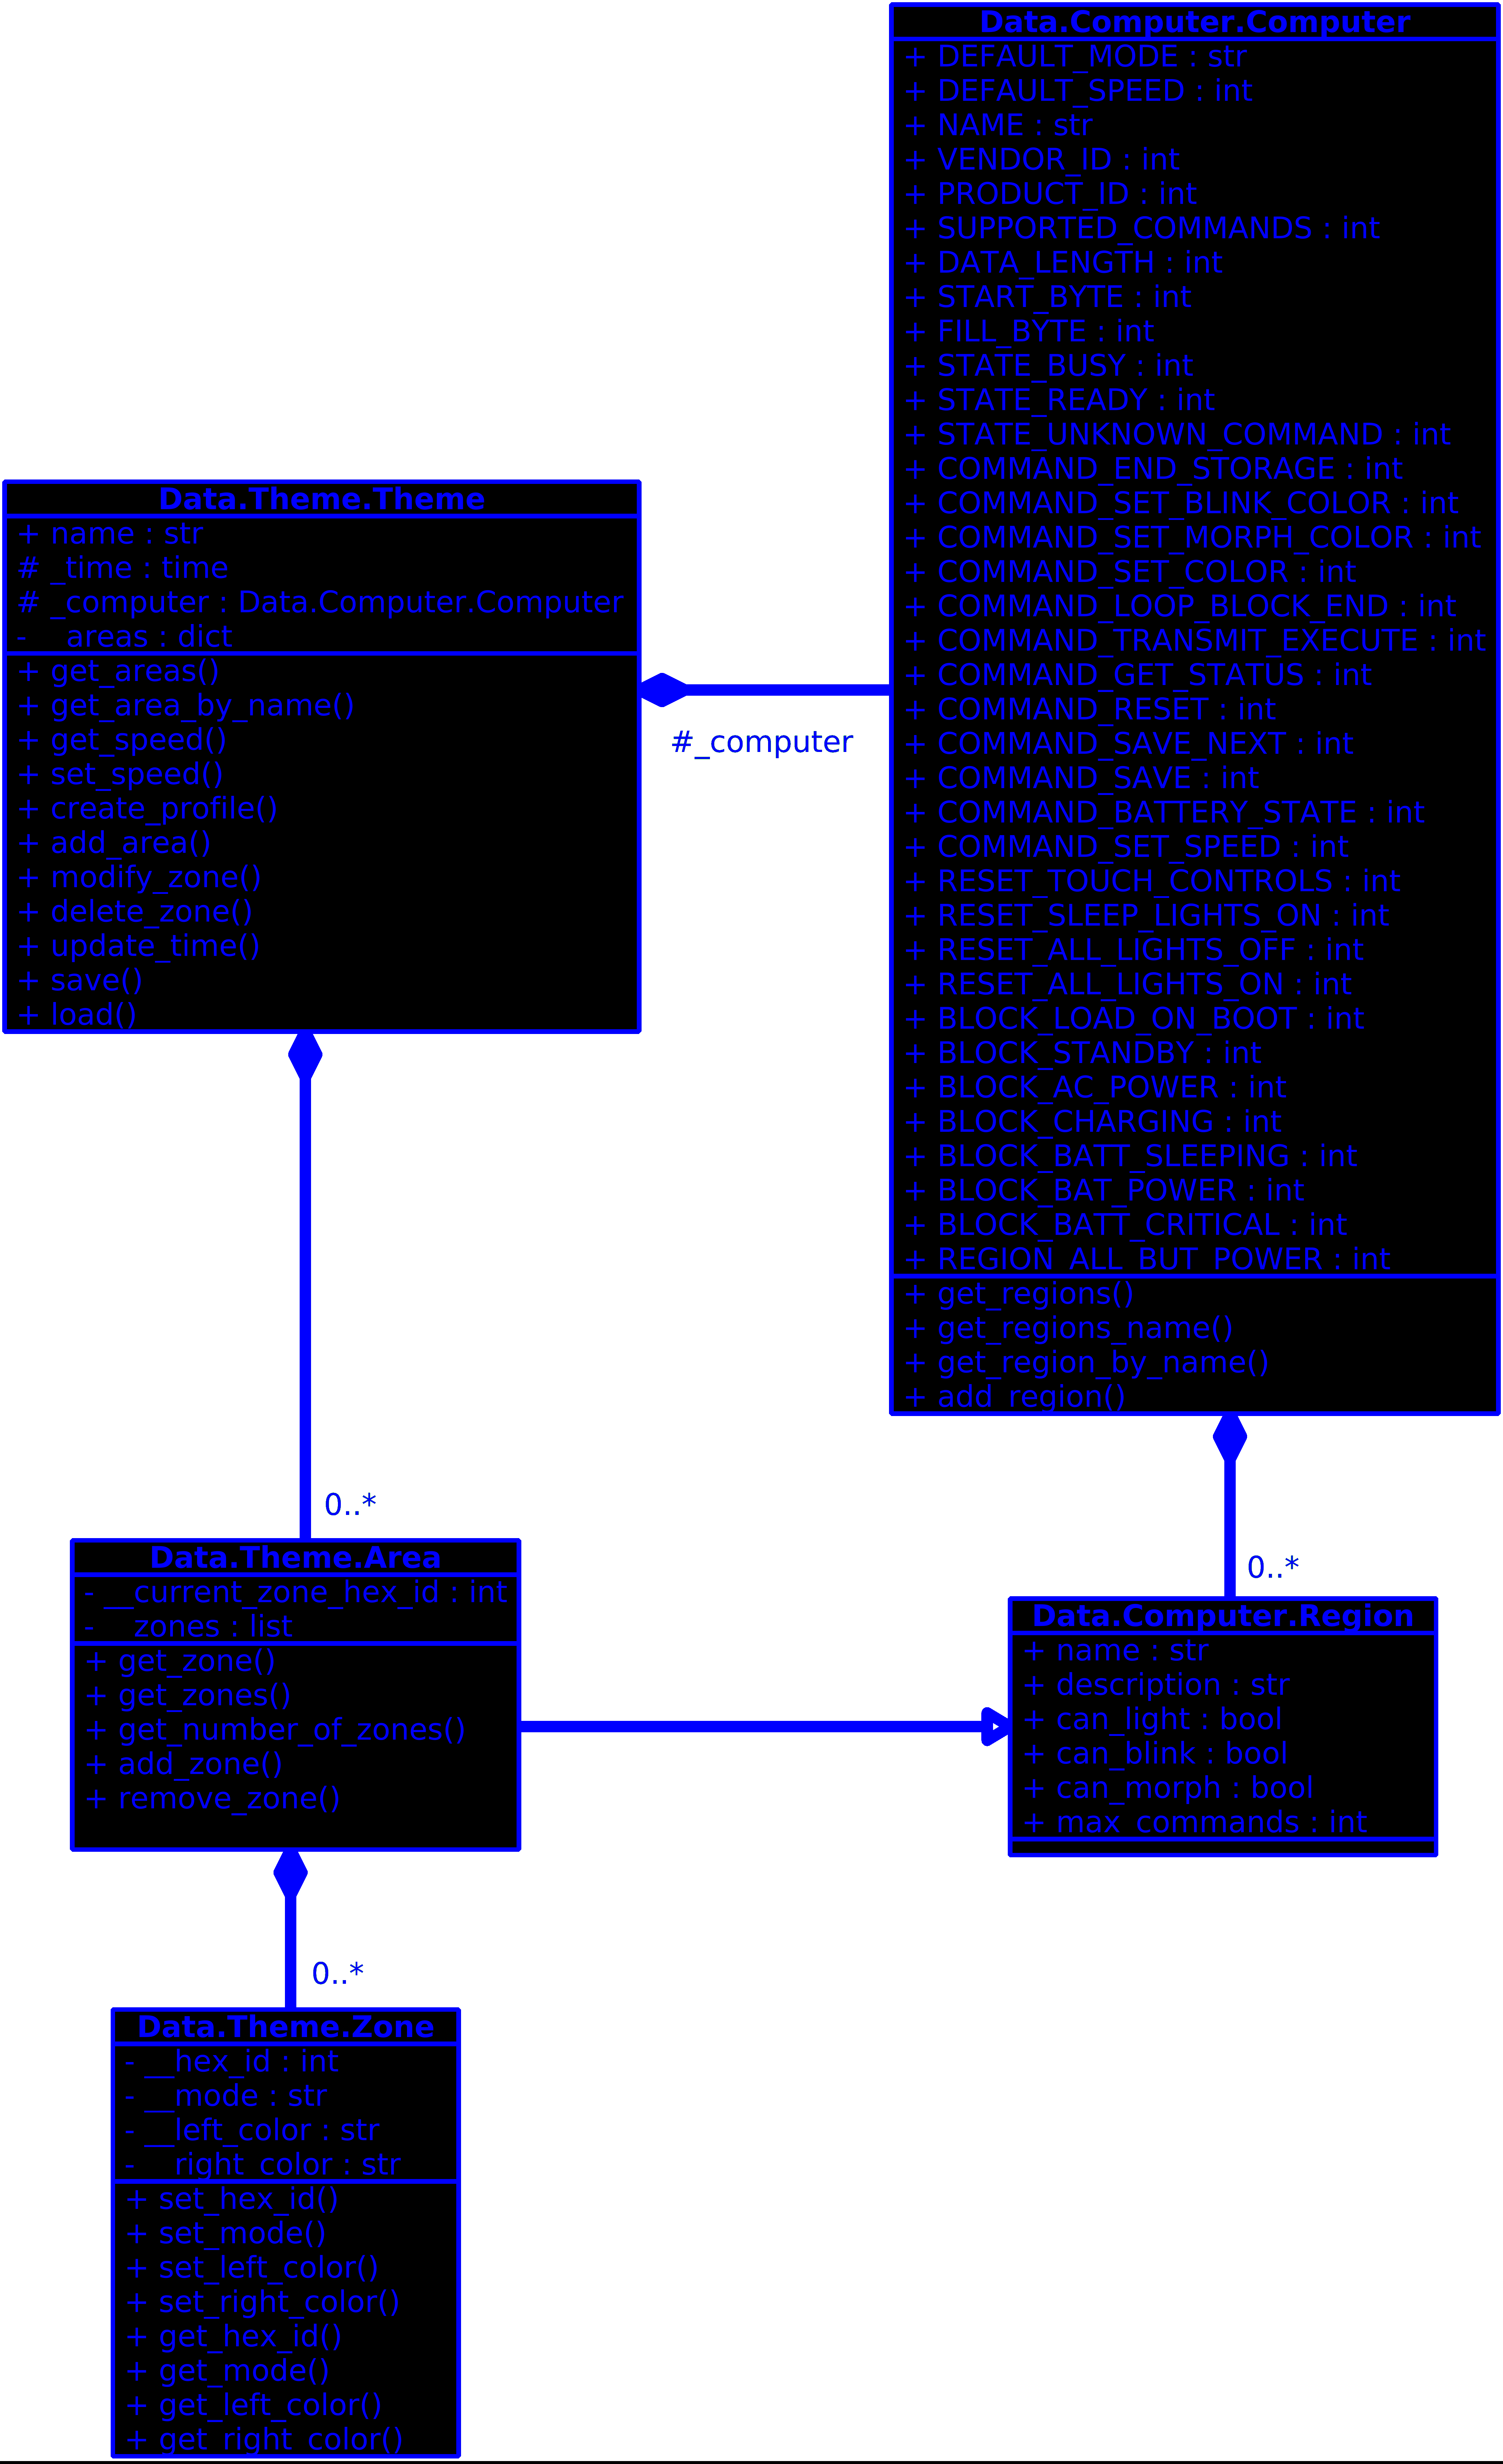 Data.Computer.Computer
+ DEFAULT_MODE : str
+ DEFAULT_SPEED : int
+ NAME : str
+ VENDOR_ID : int
+ PRODUCT_ID : int
+ SUPPORTED_COMMANDS : int
+ DATA_LENGTH : int
+ START_BYTE : int
+ FILL_BYTE : int
+ STATE_BUSY : int
+ STATE_READY : int
+ STATE_UNKNOWN_COMMAND : int
+ COMMAND_END_STORAGE : int
+ COMMAND_SET_BLINK_COLOR : int
+ COMMAND_SET_MORPH_COLOR : int
+ COMMAND_SET_COLOR : int
+ COMMAND_LOOP_BLOCK_END : int
+ COMMAND_TRANSMIT_EXECUTE : int
+ COMMAND_GET_STATUS : int
+ COMMAND_RESET : int
+ COMMAND_SAVE_NEXT : int
+ COMMAND_SAVE : int
+ COMMAND_BATTERY_STATE : int
+ COMMAND_SET_SPEED : int
+ RESET_TOUCH_CONTROLS : int
+ RESET_SLEEP_LIGHTS_ON : int
+ RESET_ALL_LIGHTS_OFF : int
+ RESET_ALL_LIGHTS_ON : int
+ BLOCK_LOAD_ON_BOOT : int
+ BLOCK_STANDBY : int
+ BLOCK_AC_POWER : int
+ BLOCK_CHARGING : int
+ BLOCK_BATT_SLEEPING : int
+ BLOCK_BAT_POWER : int
+ BLOCK_BATT_CRITICAL : int
+ REGION_ALL_BUT_POWER : int
+ get_regions()
+ get_regions_name()
+ get_region_by_name()
+ add_region()
Data.Theme.Theme
+ name : str
# _time : time
# _computer : Data.Computer.Computer
- __areas : dict
+ get_areas()
+ get_area_by_name()
+ get_speed()
+ set_speed()
+ create_profile()
+ add_area()
+ modify_zone()
+ delete_zone()
+ update_time()
+ save()
+ load()
#_computer
0..*
Data.Theme.Area
- __current_zone_hex_id : int
- __zones : list
+ get_zone()
+ get_zones()
+ get_number_of_zones()
+ add_zone()
+ remove_zone()
0..*
Data.Computer.Region
+ name : str
+ description : str
+ can_light : bool
+ can_blink : bool
+ can_morph : bool
+ max_commands : int
0..*
Data.Theme.Zone
- __hex_id : int
- __mode : str
- __left_color : str
- __right_color : str
+ set_hex_id()
+ set_mode()
+ set_left_color()
+ set_right_color()
+ get_hex_id()
+ get_mode()
+ get_left_color()
+ get_right_color()